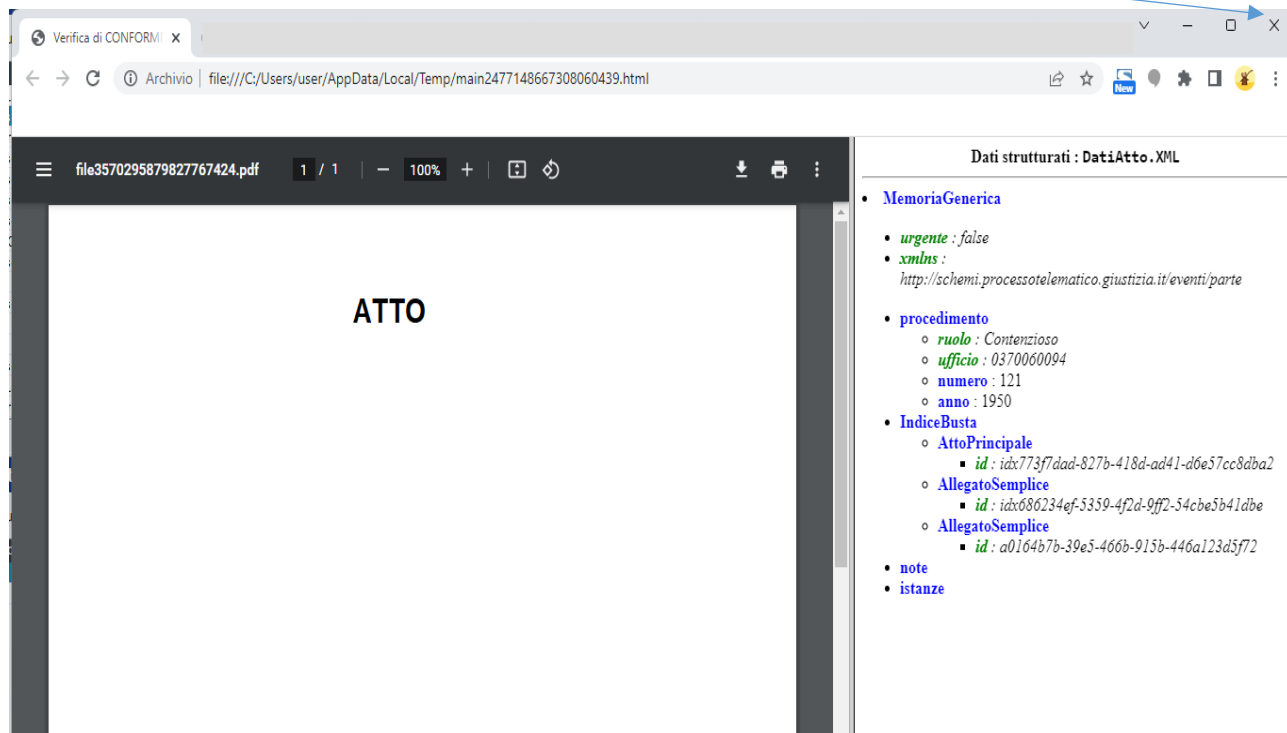 Verifica di CONFORMI
Archivio | file:///C:/Users/user/AppData/Local/Temp/main2477148667308060439.html
New
file3570295879827767424.pdf 1 / 1 | — 100% + |
ATTO
Dati strutturati : DatiAtto.XML
MemoriaGenerica
urgente : false
xmlns :
http://schemi.processotelematico.giustizia.it/eventi/parte
procedimento
ruolo : Contenzioso
ufficio : 0370060094
numero : 121
anno : 1950
IndiceBusta
AttoPrincipale
id : idx773f7dad-827b-418d-ad41-d6e57cc8dba2
AllegatoSemplice
id : idx686234ef-5359-4f2d-9ff2-54cbe5b41dbe
AllegatoSemplice
id : a0164b7b-39e5-466b-915b-446a123d5f72
note
istanze